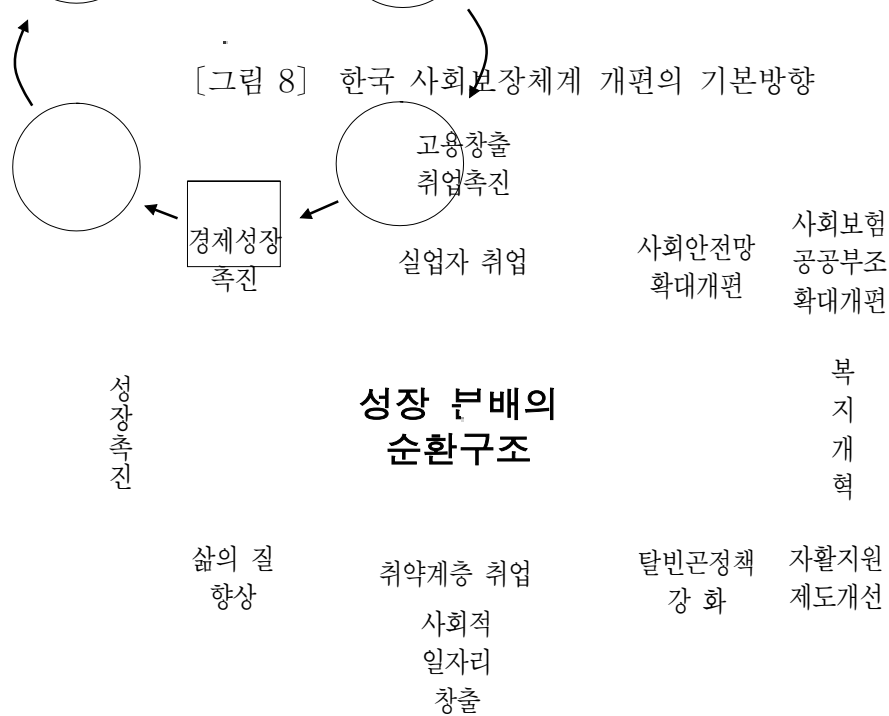 [그림 8] 한국 사회보장체계 개편의 기본방향
고용창출
취업촉진
경제성장
촉진
실업자 취업
사회안전망
확대개편
사회보험
공공부조
확대개편
성장촉진
성장 분배의
순환구조
복지개혁
삶의 질
향상
취약계층 취업
사회적
일자리
창출
탈빈곤정책
강 화
자활지원
제도개선